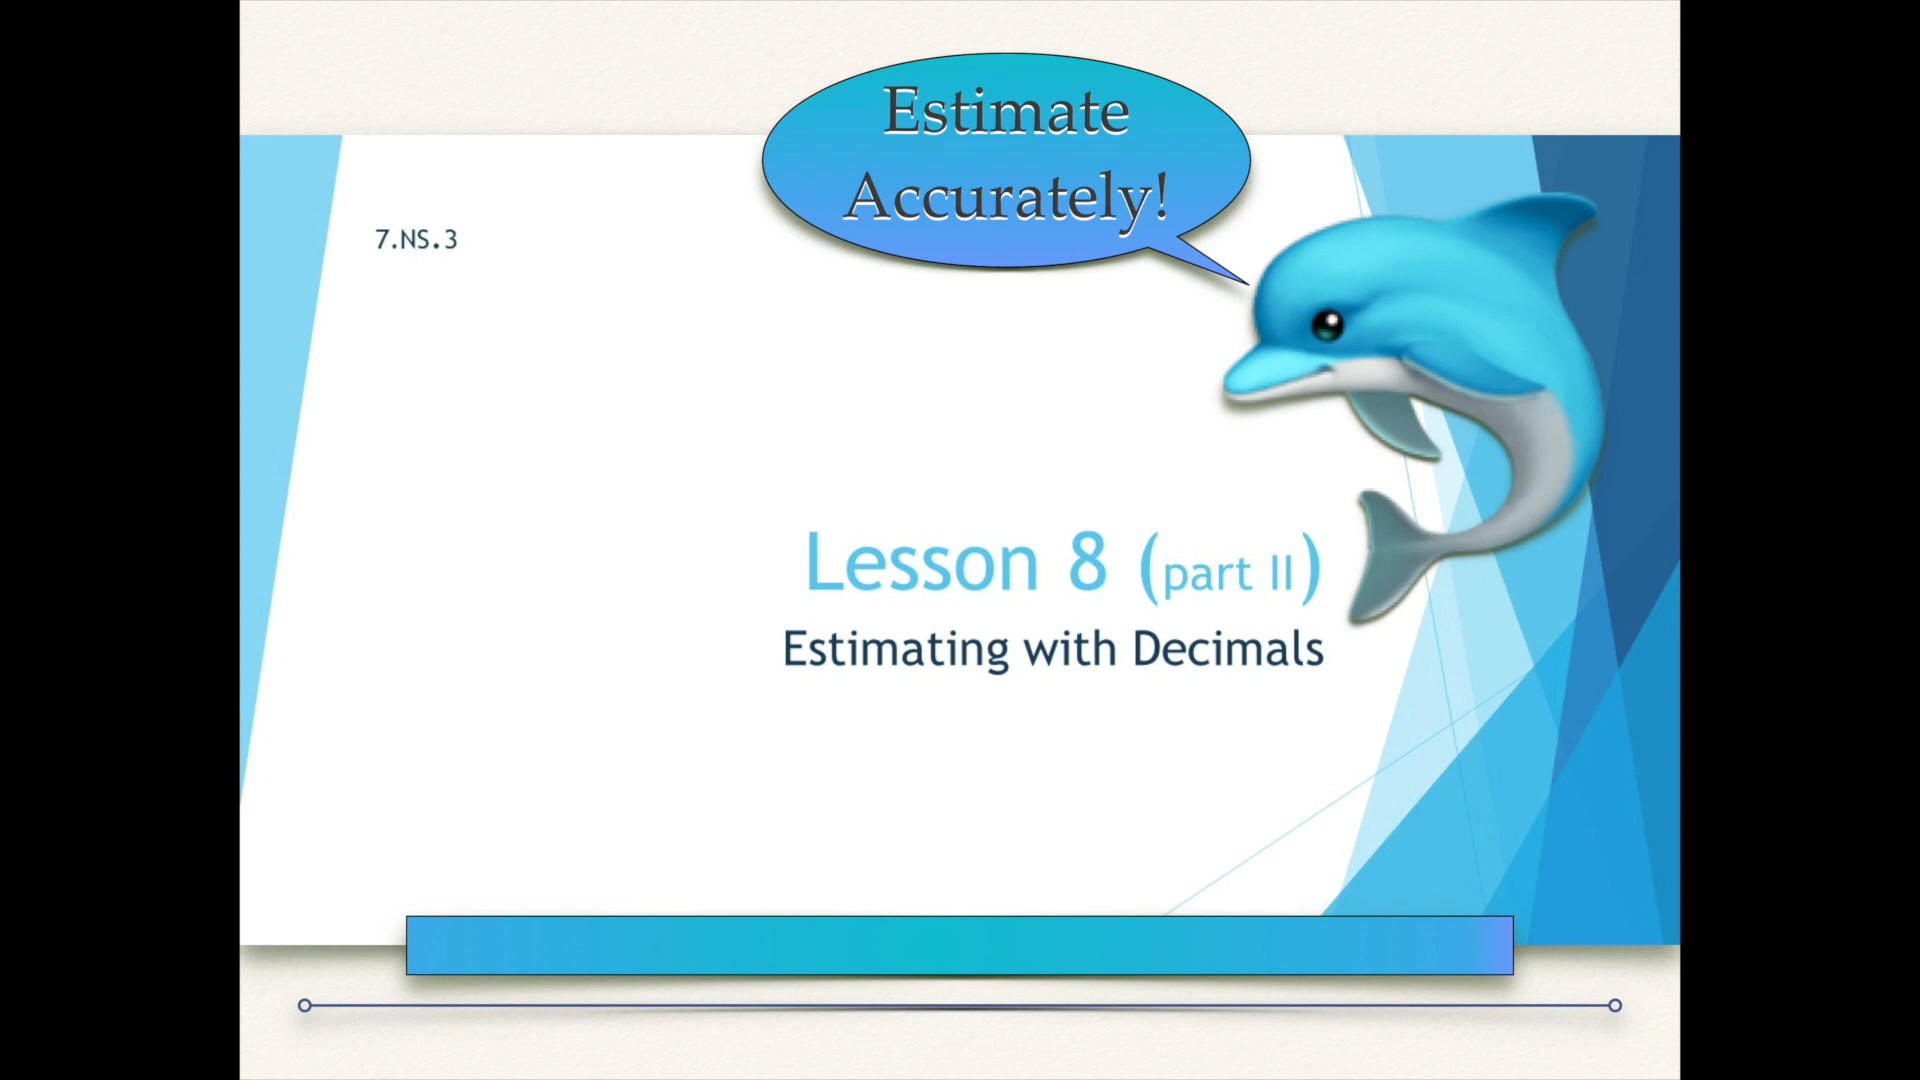 Estimate
Accurately!
7.NS.3
Lesson 8 (part II)
Estimating with Decimals